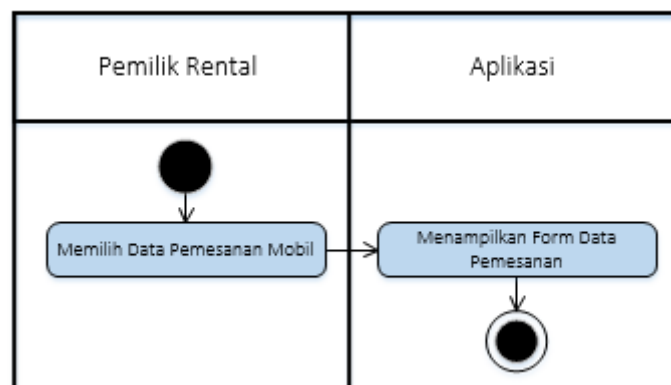 Pemilik Rental
Aplikasi
Memilih Data Pemesanan Mobil
Menampilkan Form Data
Pemesanan